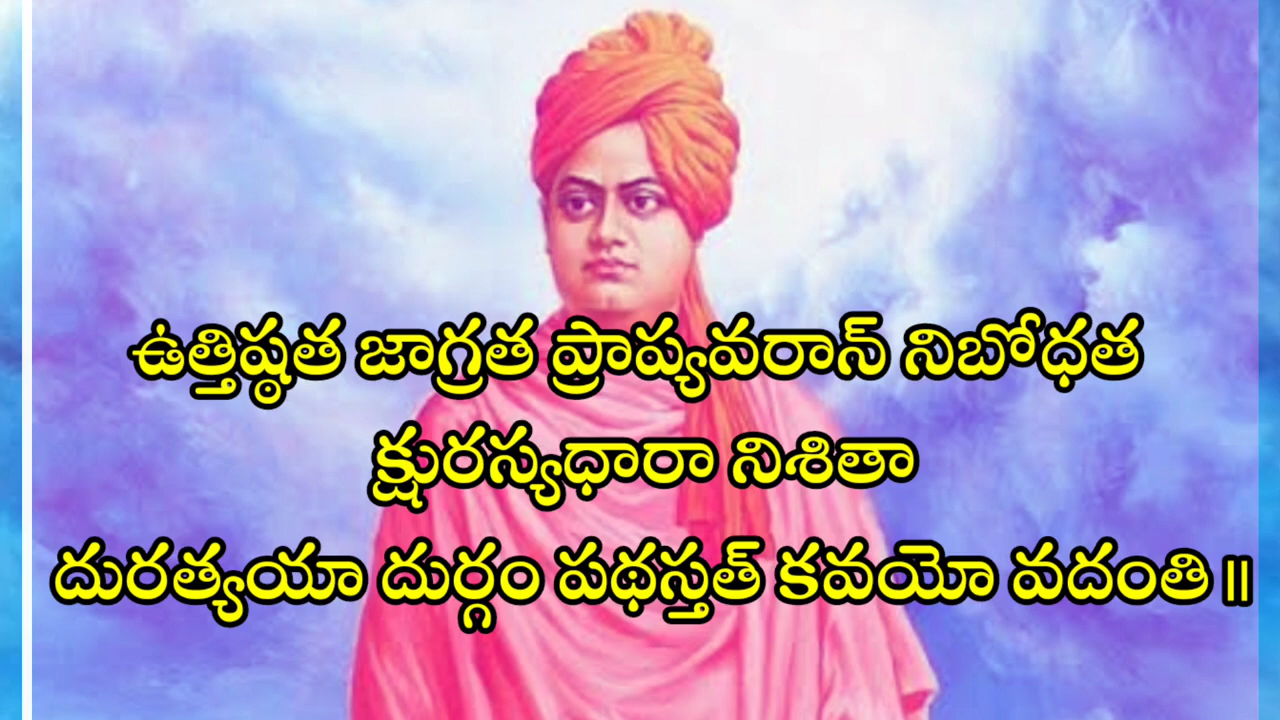 ఉత్తిష్ఠత జాగ్రత ప్రాప్యవరాన్ నిబోధత
క్షురస్యధారా నిశితా
దురత్యయా దుర్గం పథస్తత్ కవయో వదంతి॥